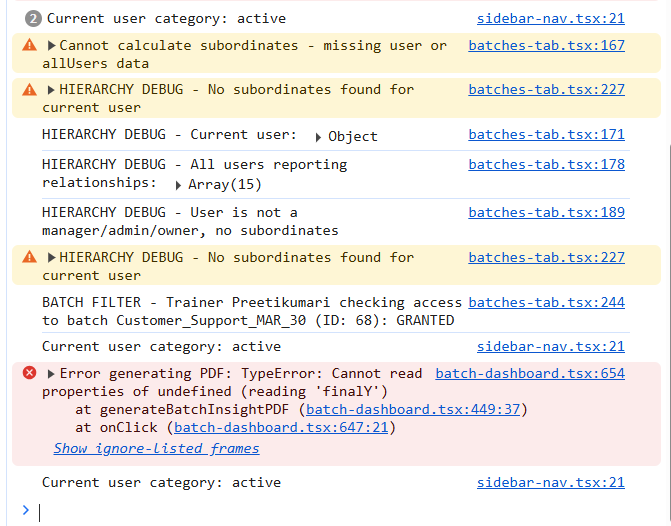 2 Current user category: active sidebar-nav.tsx:21
Cannot calculate subordinates - missing user or batches-tab.tsx:167
allUsers data
HIERARCHY DEBUG - No subordinates found for batches-tab.tsx:227
current user
HIERARCHY DEBUG - Current user: Object batches-tab.tsx:171
HIERARCHY DEBUG - All users reporting batches-tab.tsx:178
relationships: Array(15)
HIERARCHY DEBUG - User is not a batches-tab.tsx:189
manager/admin/owner, no subordinates
HIERARCHY DEBUG - No subordinates found for batches-tab.tsx:227
current user
BATCH FILTER - Trainer Preetikumari checking access batches-tab.tsx:244
to batch Customer_Support_MAR_30 (ID: 68): GRANTED
Current user category: active sidebar-nav.tsx:21
Error generating PDF: TypeError: Cannot read batch-dashboard.tsx:654
properties of undefined (reading 'finalY')
at generateBatchInsightPDF (batch-dashboard.tsx:449:37)
at onClick (batch-dashboard.tsx:647:21)
Show ignore-listed frames
Current user category: active sidebar-nav.tsx:21